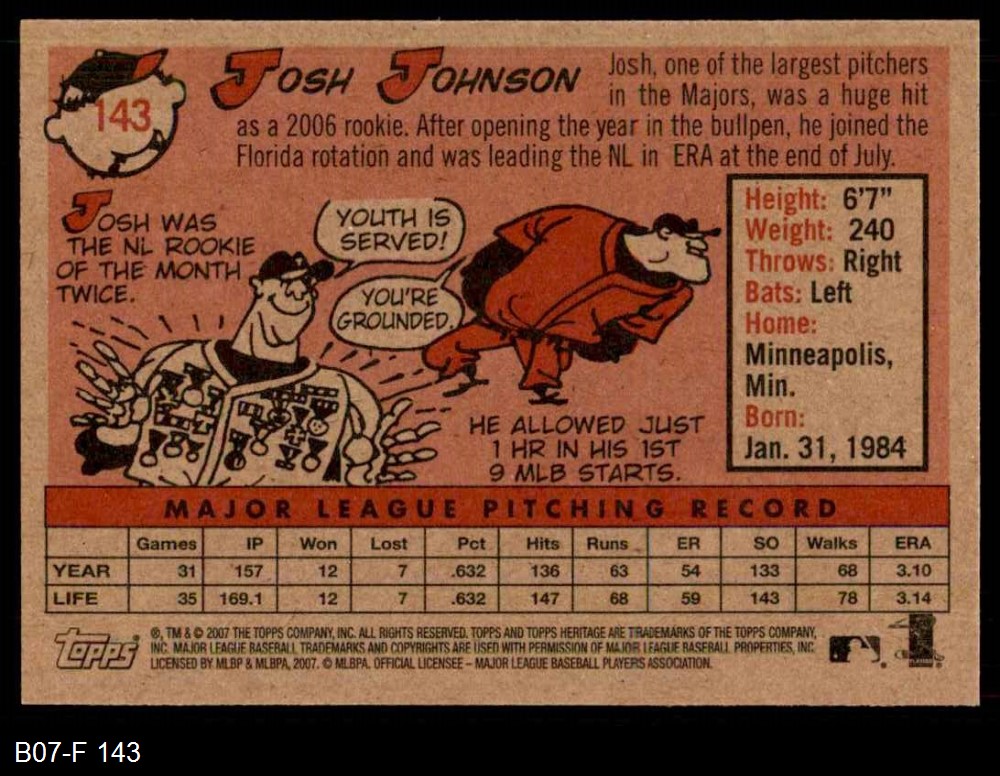 143
JOSH JOHNSON
Josh, one of the largest pitchers
in the Majors, was a huge hit
as a 2006 rookie. After opening the year in the bullpen, he joined the
Florida rotation and was leading the NL in ERA at the end of July.
JOSH WAS
THE NL ROOKIE
OF THE MONTH
TWICE.
YOUTH IS
SERVED!
YOU'RE
GROUNDED.
HE ALLOWED JUST
1 HR IN HIS 1ST
9 MLB STARTS.
Height: 6'7"
Weight: 240
Throws: Right
Bats: Left
Home:
Minneapolis,
Min.
Born:
Jan. 31, 1984
MAJOR LEAGUE PITCHING RECORD
Games IP Won Lost Pct Hits Runs ER SO Walks ERA
YEAR 31 157 12 7 .632 136 63 54 133 68 3.10
LIFE 35 169.1 12 7 .632 147 68 59 143 78 3.14
topps
®, TM & © 2007 THE TOPPS COMPANY, INC. ALL RIGHTS RESERVED. TOPPS AND TOPPS HERITAGE ARE TRADEMARKS OF THE TOPPS COMPANY,
INC. MAJOR LEAGUE BASEBALL TRADEMARKS AND COPYRIGHTS ARE USED WITH PERMISSION OF MAJOR LEAGUE BASEBALL PROPERTIES, INC.
LICENSED BY MLBP & MLBPA, 2007. © MLBPA. OFFICIAL LICENSEE – MAJOR LEAGUE BASEBALL PLAYERS ASSOCIATION.
B07-F 143